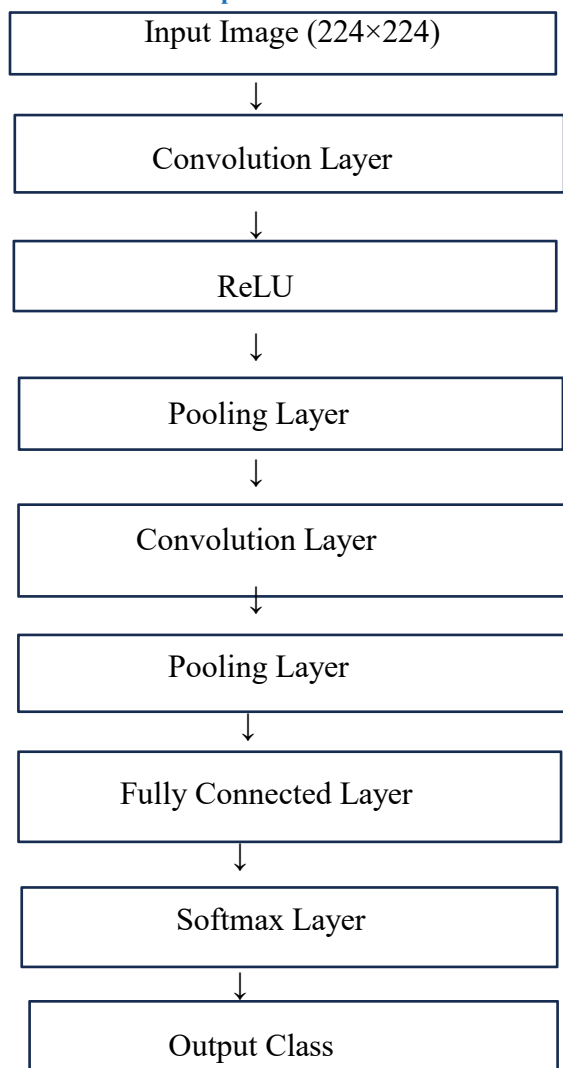 Input Image (224×224)
↓
Convolution Layer
↓
ReLU
↓
Pooling Layer
↓
Convolution Layer
↓
Pooling Layer
↓
Fully Connected Layer
↓
Softmax Layer
↓
Output Class